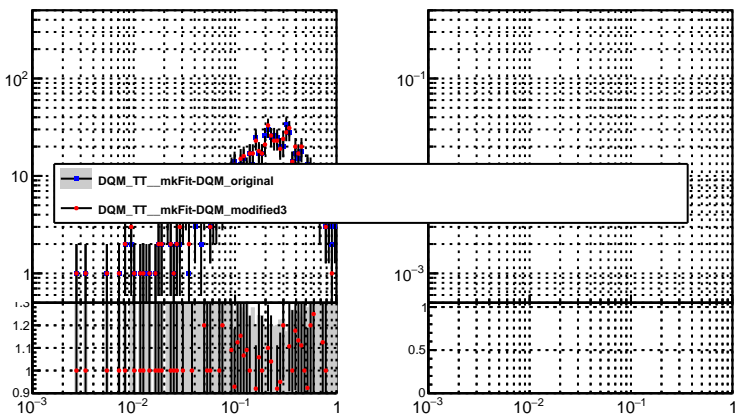 10² 10⁻¹
10
DQM_TT__mkFit-DQM_original
DQM_TT__mkFit-DQM_modified3
1 10⁻³
1.3
1.2 1
1.1 0.5
1
0.9 0
10⁻³ 10⁻² 10⁻¹ 1 10⁻³ 10⁻² 10⁻¹ 1